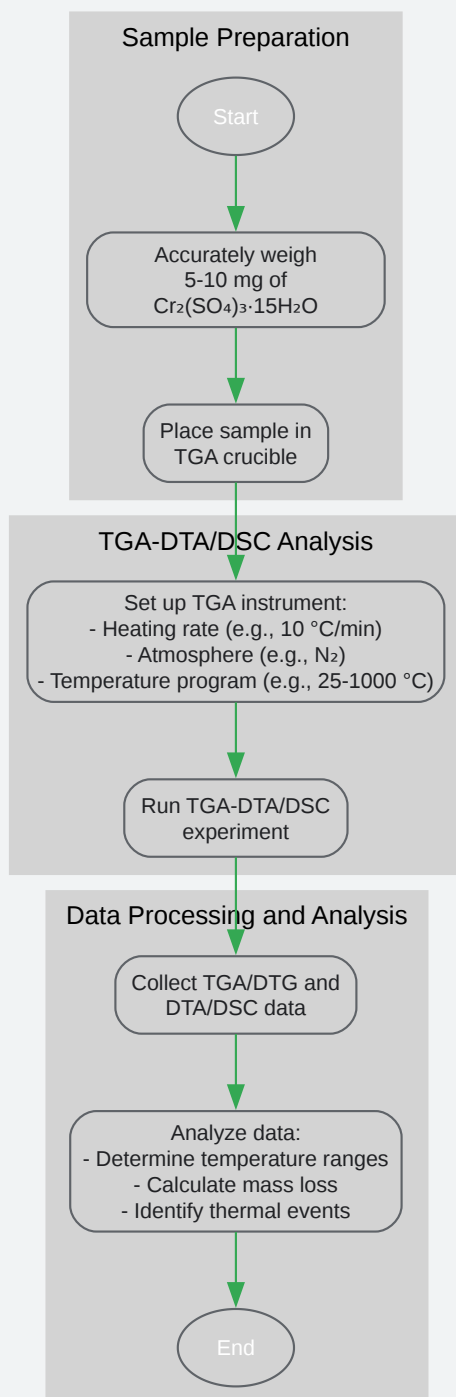 Sample Preparation
Start
Accurately weigh
5-10 mg of
Cr₂(SO₄)₃·15H₂O
Place sample in
TGA crucible
TGA-DTA/DSC Analysis
Set up TGA instrument:
- Heating rate (e.g., 10 °C/min)
- Atmosphere (e.g., N₂)
- Temperature program (e.g., 25-1000 °C)
Run TGA-DTA/DSC
experiment
Data Processing and Analysis
Collect TGA/DTG and
DTA/DSC data
Analyze data:
- Determine temperature ranges
- Calculate mass loss
- Identify thermal events
End